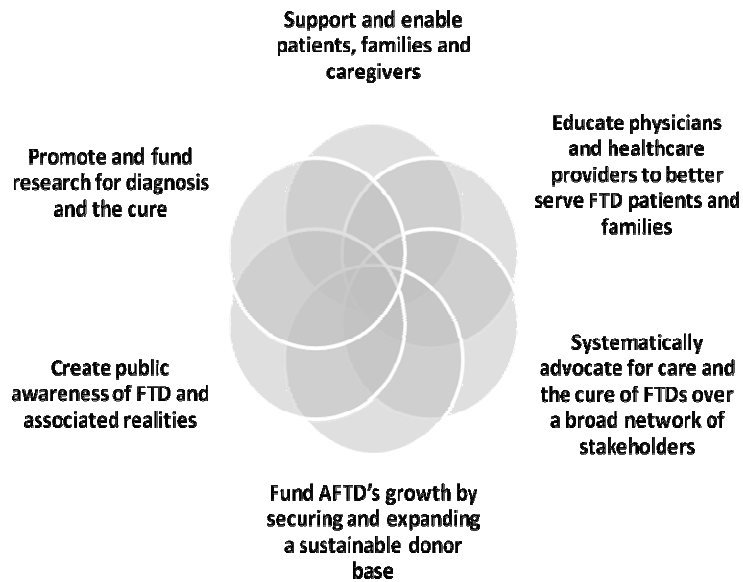 Support and enable
patients, families and
caregivers
Educate physicians
and healthcare
providers to better
serve FTD patients and
families
Systematically
advocate for care and
the cure of FTDs over
a broad network of
stakeholders
Fund AFTD's growth by
securing and expanding
a sustainable donor
base
Create public
awareness of FTD and
associated realities
Promote and fund
research for diagnosis
and the cure